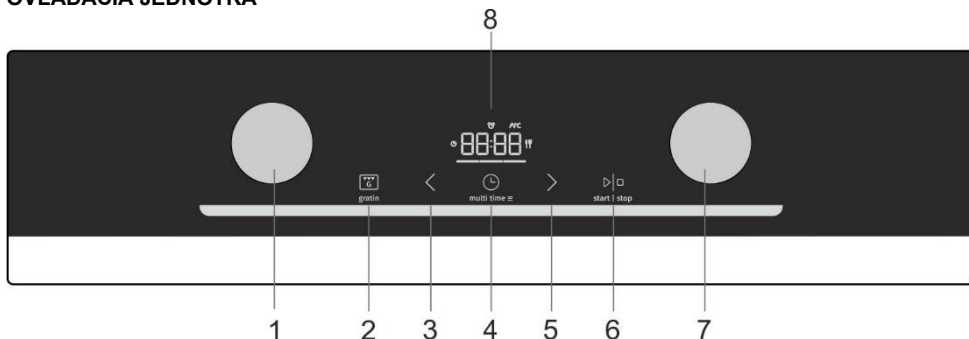 OVLÁDACIA JEDNOTKA
8
88:88
G
gratin
multi time ≡
start | stop
1 2 3 4 5 6 7